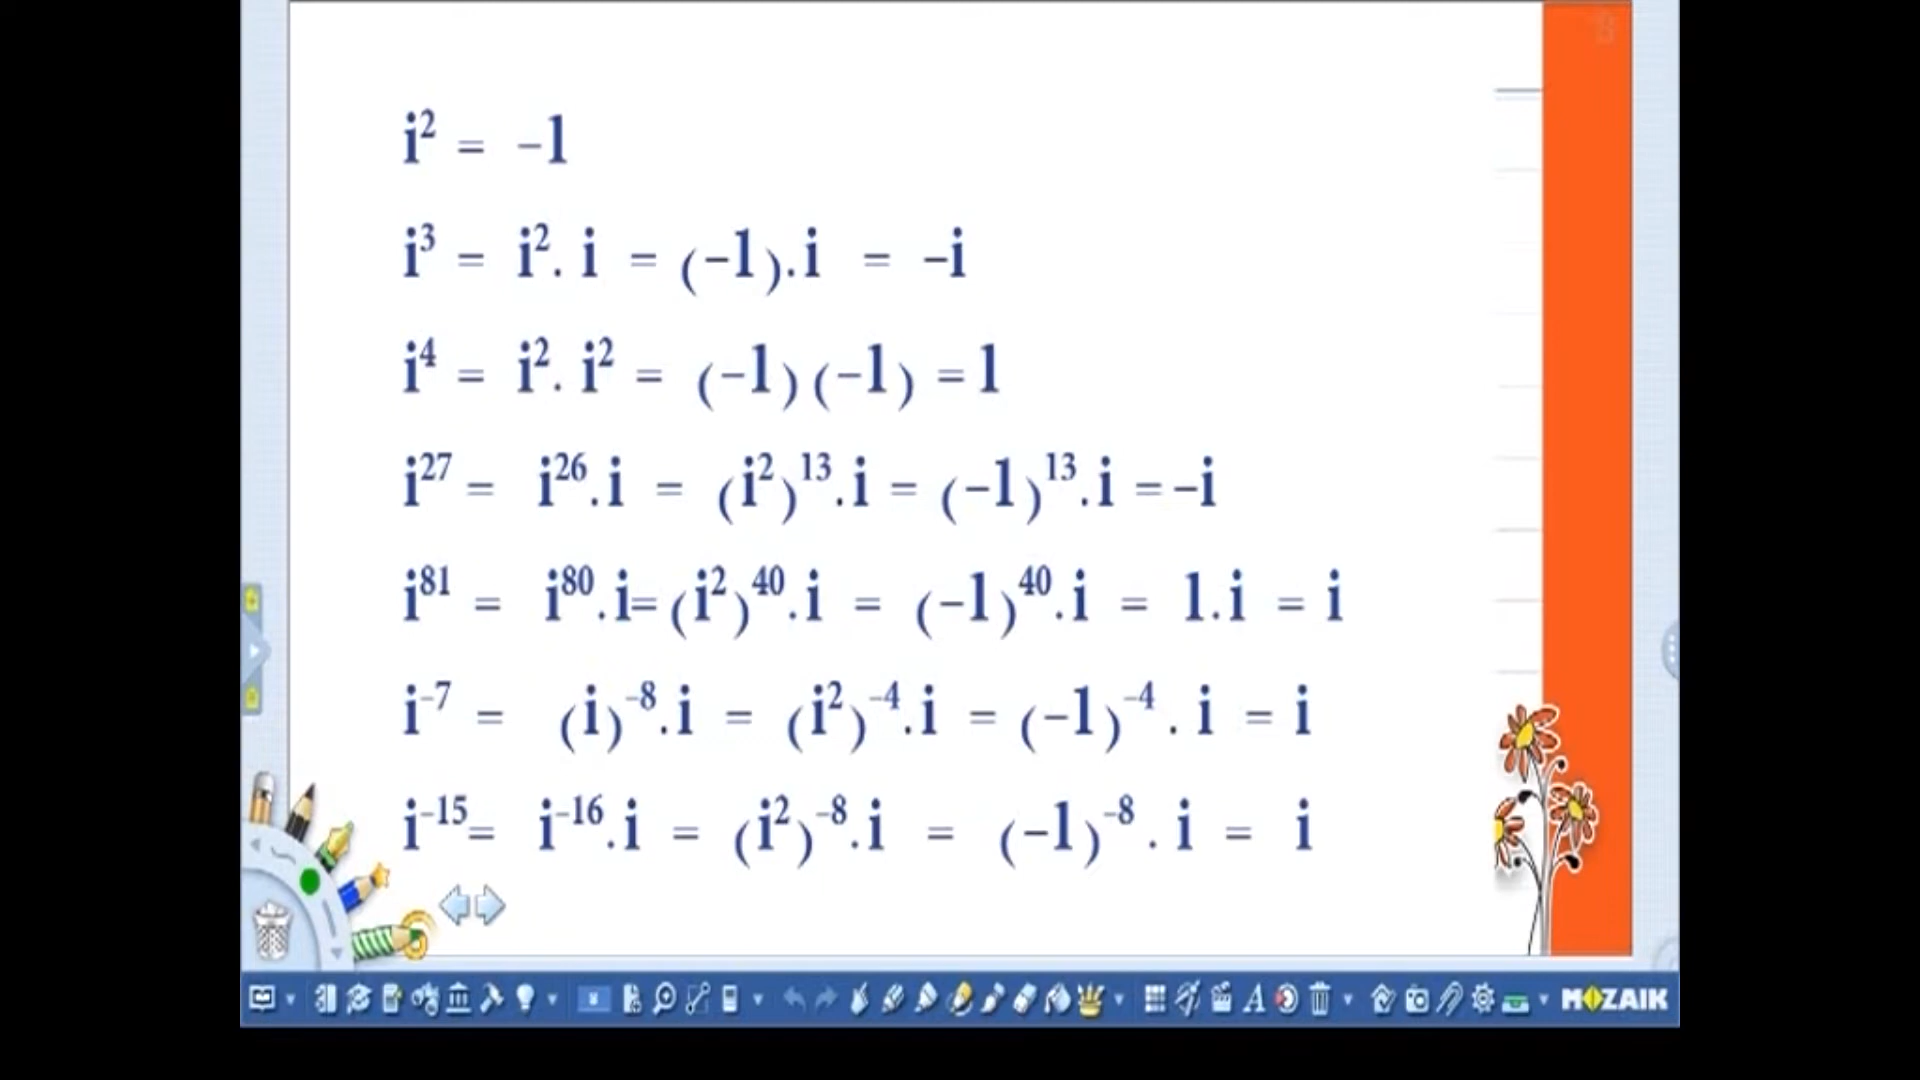 i² = -1
i³ = i². i = (-1).i = -i
i⁴ = i². i² = (-1)(-1) = 1
i²⁷ = i²⁶.i = (i²)¹³.i = (-1)¹³.i = -i
i⁸¹ = i⁸⁰.i = (i²)⁴⁰.i = (-1)⁴⁰.i = 1.i = i
i⁻⁷ = (i)⁻⁸.i = (i²)⁻⁴.i = (-1)⁻⁴ . i = i
i⁻¹⁵ = i⁻¹⁶.i = (i²)⁻⁸.i = (-1)⁻⁸ . i = i
MOZAIK